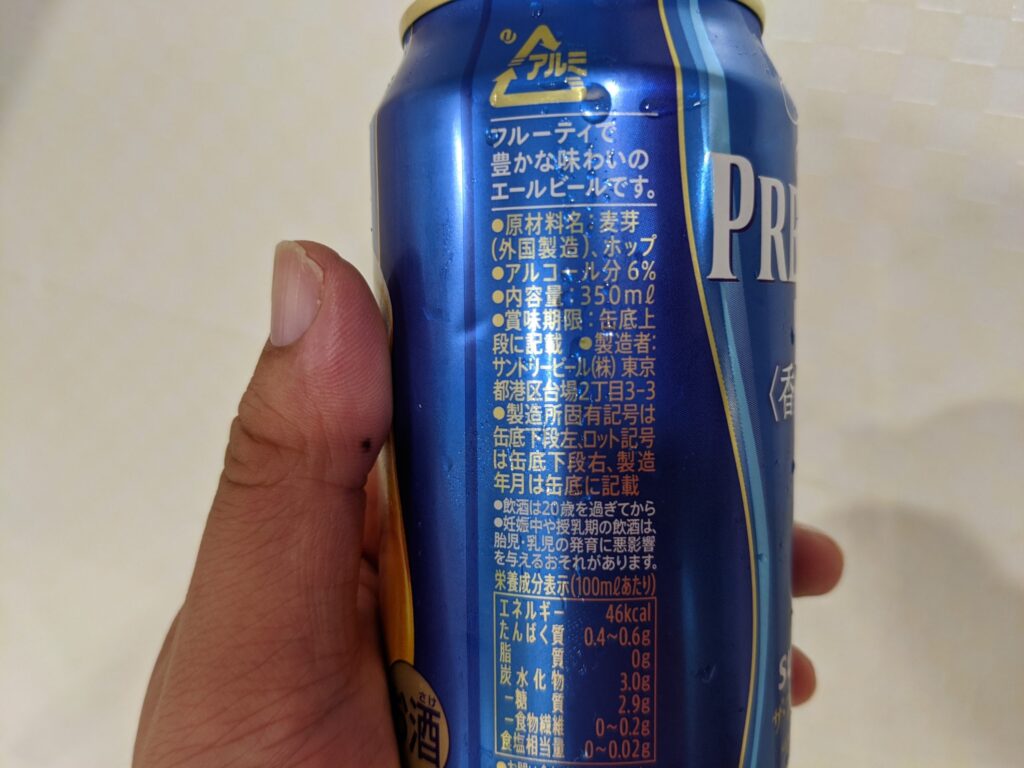 アルミ
フルーティで
豊かな味わいの
エールビールです。
●原材料名：麦芽
(外国製造)、ホップ
●アルコール分6%
●内容量：350mℓ
●賞味期限：缶底上
段に記載 ●製造者：
サントリービール(株) 東京
都港区台場2丁目3-3
●製造所固有記号は
缶底下段左、ロット記号
は缶底下段右、製造
年月は缶底に記載
●飲酒は20歳を過ぎてから
●妊娠中や授乳期の飲酒は、
胎児・乳児の発育に悪影響
を与えるおそれがあります。
栄養成分表示(100mℓあたり)
エネルギー 46kcal
たんぱく質 0.4~0.6g
脂質 0g
炭水化物 3.0g
-糖質 2.9g
-食物繊維 0~0.2g
食塩相当量 0~0.02g
PRE
〈香
さけ
酒